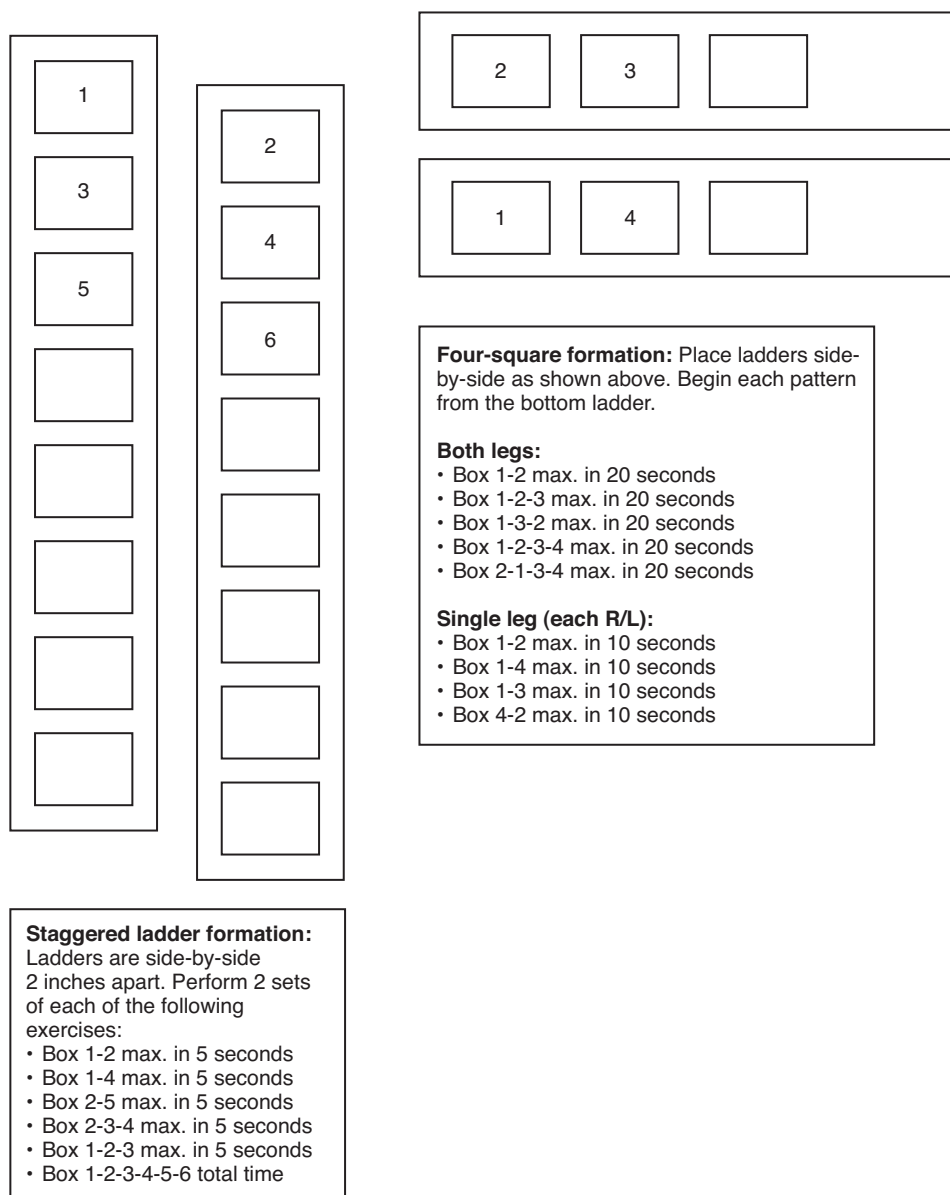 1
3
5
2
4
6
2 3
1 4
Four-square formation: Place ladders side-
by-side as shown above. Begin each pattern
from the bottom ladder.
Both legs:
• Box 1-2 max. in 20 seconds
• Box 1-2-3 max. in 20 seconds
• Box 1-3-2 max. in 20 seconds
• Box 1-2-3-4 max. in 20 seconds
• Box 2-1-3-4 max. in 20 seconds
Single leg (each R/L):
• Box 1-2 max. in 10 seconds
• Box 1-4 max. in 10 seconds
• Box 1-3 max. in 10 seconds
• Box 4-2 max. in 10 seconds
Staggered ladder formation:
Ladders are side-by-side
2 inches apart. Perform 2 sets
of each of the following
exercises:
• Box 1-2 max. in 5 seconds
• Box 1-4 max. in 5 seconds
• Box 2-5 max. in 5 seconds
• Box 2-3-4 max. in 5 seconds
• Box 1-2-3 max. in 5 seconds
• Box 1-2-3-4-5-6 total time